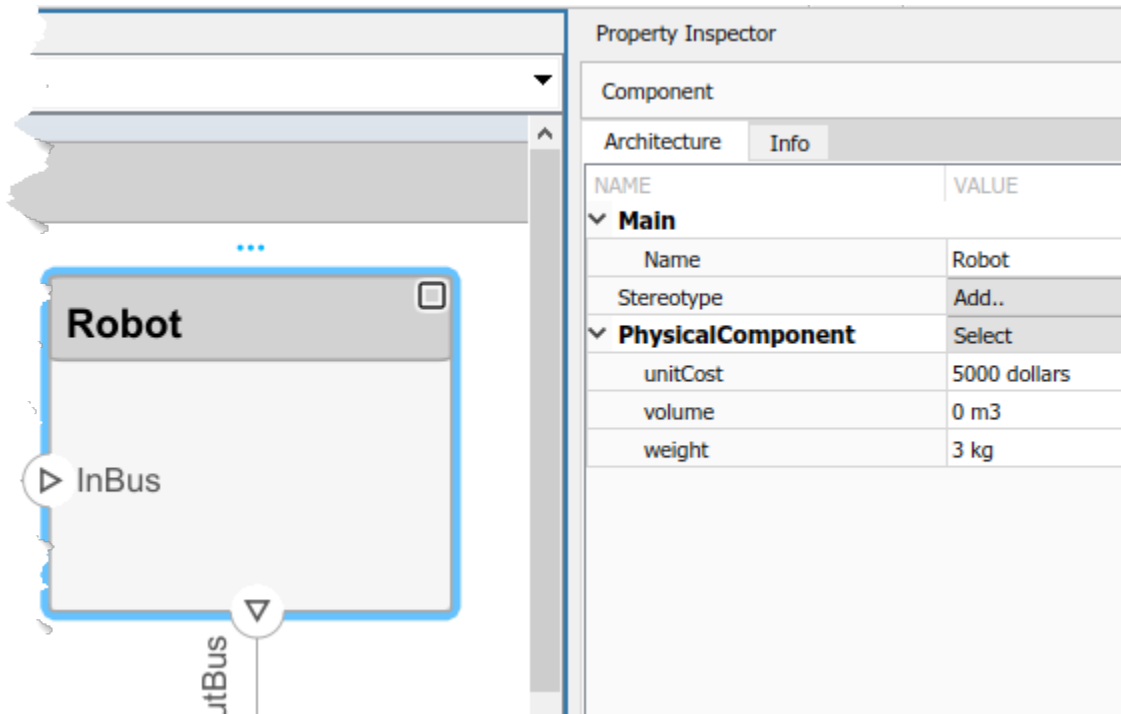 Property Inspector
Component
Architecture Info
NAME VALUE
Main
Name Robot
Stereotype Add..
PhysicalComponent Select
unitCost 5000 dollars
volume 0 m3
weight 3 kg
...
Robot
InBus
utBus